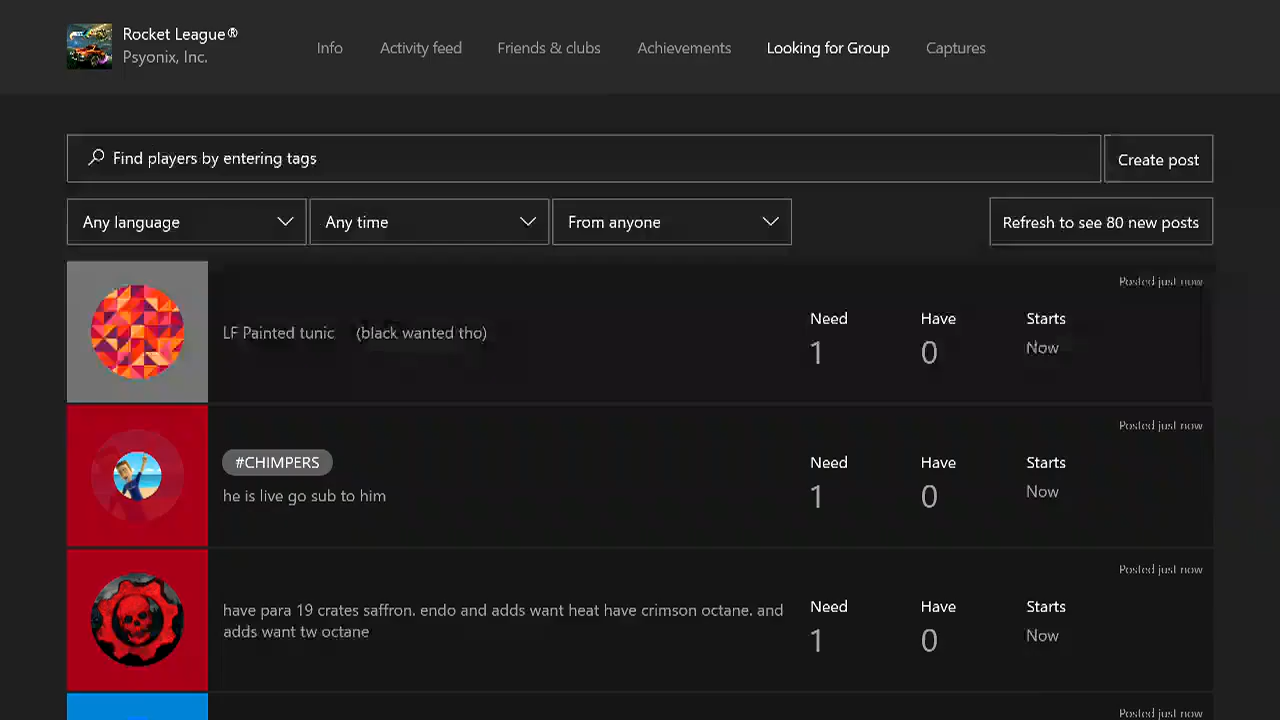 Rocket League®
Psyonix, Inc.
Info Activity feed Friends & clubs Achievements Looking for Group Captures
Find players by entering tags
Create post
Any language Any time From anyone Refresh to see 80 new posts
Posted just now
LF Painted tunic (black wanted tho)
Need Have Starts
1 0 Now
Posted just now
#CHIMPERS
he is live go sub to him
Need Have Starts
1 0 Now
Posted just now
have para 19 crates saffron. endo and adds want heat have crimson octane. and
adds want tw octane
Need Have Starts
1 0 Now
Posted just now